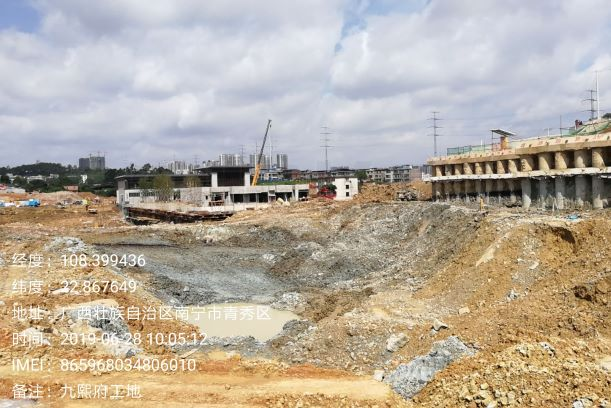 经度：108.399436
纬度：22.867649
地址：广西壮族自治区南宁市青秀区
时间：2019-06-28 10:05:12
IMEI：865968034806010
备注：九熙府工地